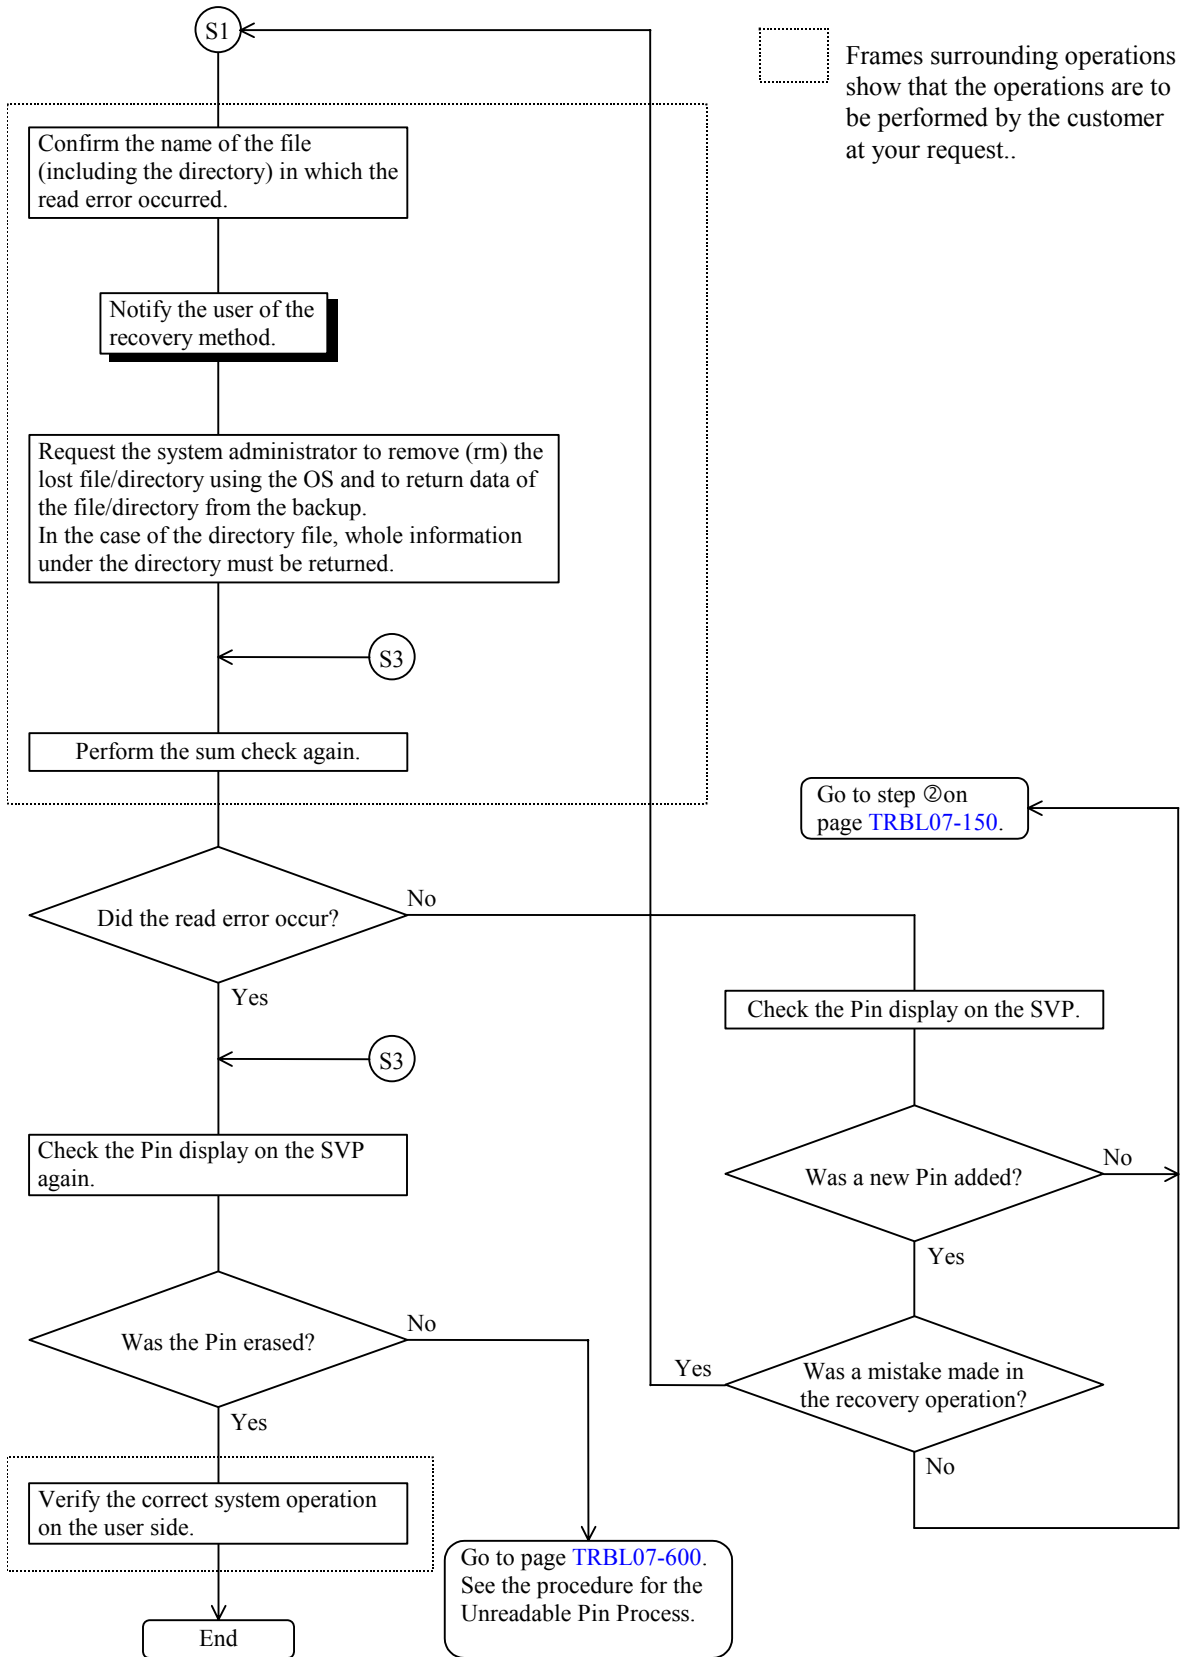 S1
Frames surrounding operations
show that the operations are to
be performed by the customer
at your request..
Confirm the name of the file
(including the directory) in which the
read error occurred.
Notify the user of the
recovery method.
Request the system administrator to remove (rm) the
lost file/directory using the OS and to return data of
the file/directory from the backup.
In the case of the directory file, whole information
under the directory must be returned.
S3
Perform the sum check again.
Go to step ②on
page TRBL07-150.
Did the read error occur?
No
Yes
Check the Pin display on the SVP.
S3
Check the Pin display on the SVP
again.
Was a new Pin added?
No
Yes
Was the Pin erased?
No
Yes
Was a mistake made in
the recovery operation?
Yes
No
Verify the correct system operation
on the user side.
Go to page TRBL07-600.
See the procedure for the
Unreadable Pin Process.
End